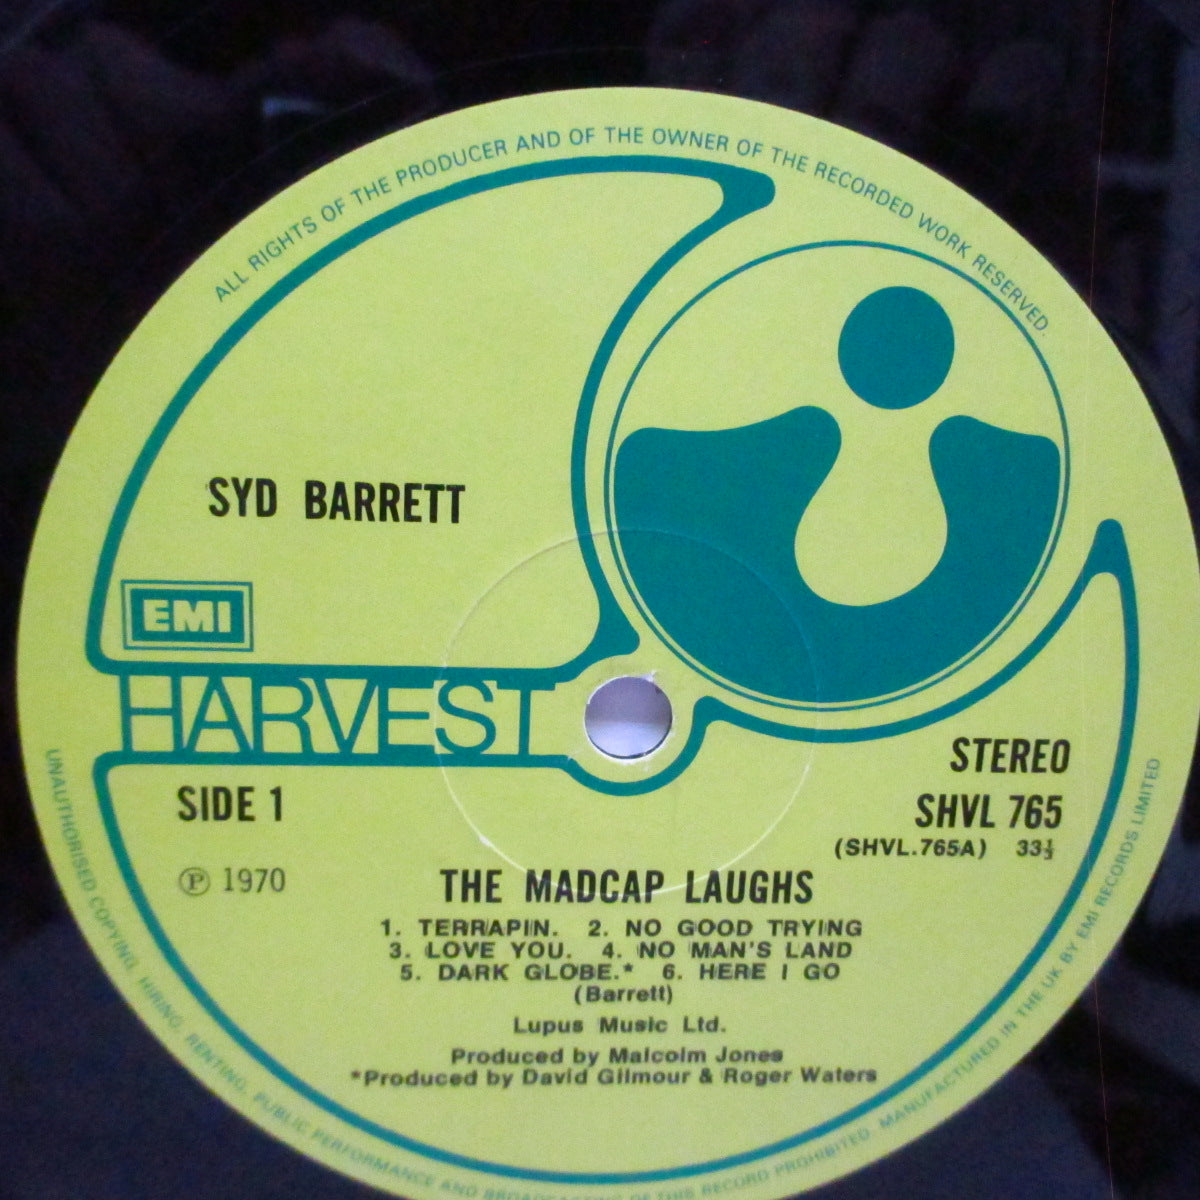 ALL RIGHTS OF THE PRODUCER AND OF THE OWNER OF THE RECORDED WORK RESERVED.
SYD BARRETT
EMI
HARVEST
SIDE 1
STEREO
SHVL 765
(SHVL.765A) 33⅓
Ⓟ 1970
THE MADCAP LAUGHS
1. TERRAPIN. 2. NO GOOD TRYING
3. LOVE YOU. 4. NO MAN'S LAND
5. DARK GLOBE.* 6. HERE I GO
(Barrett)
Lupus Music Ltd.
Produced by Malcolm Jones
*Produced by David Gilmour & Roger Waters
UNAUTHORISED COPYING, HIRING, RENTING, PUBLIC PERFORMANCE AND BROADCASTING OF THIS RECORD PROHIBITED. MANUFACTURED IN THE UK BY EMI RECORDS LIMITED